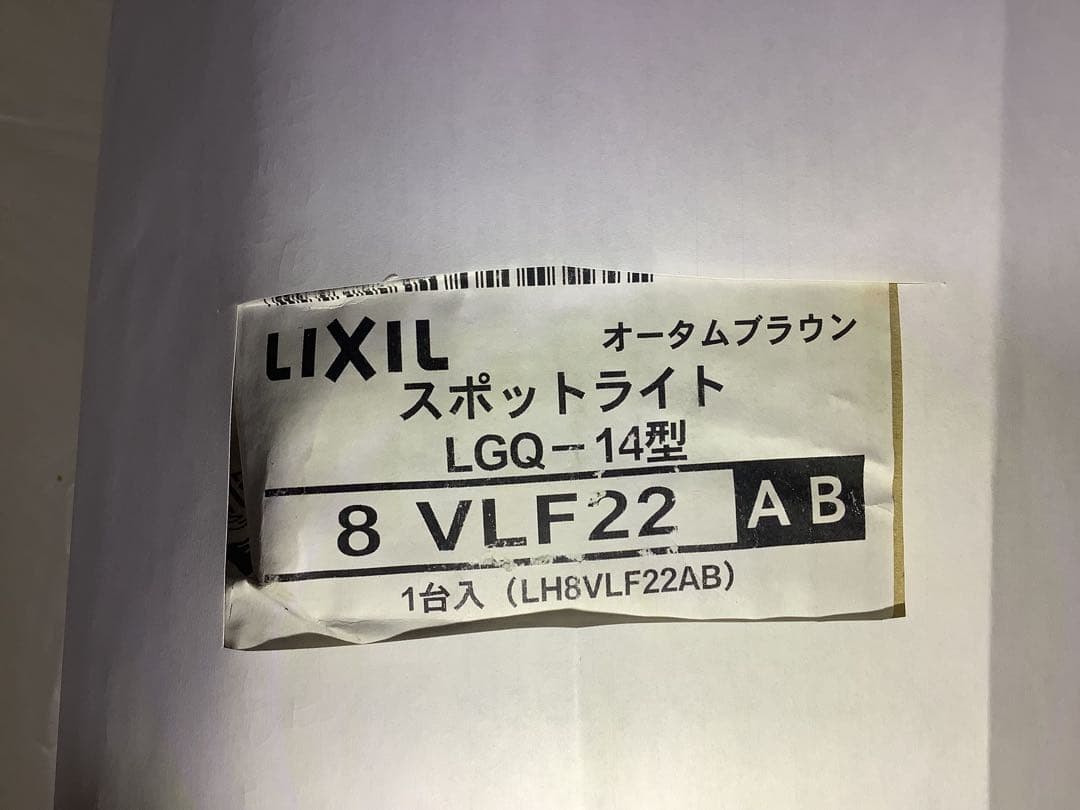 LIXIL オータムブラウン
スポットライト
LGQ－14型
8 VLF22 AB
1台入（LH8VLF22AB）